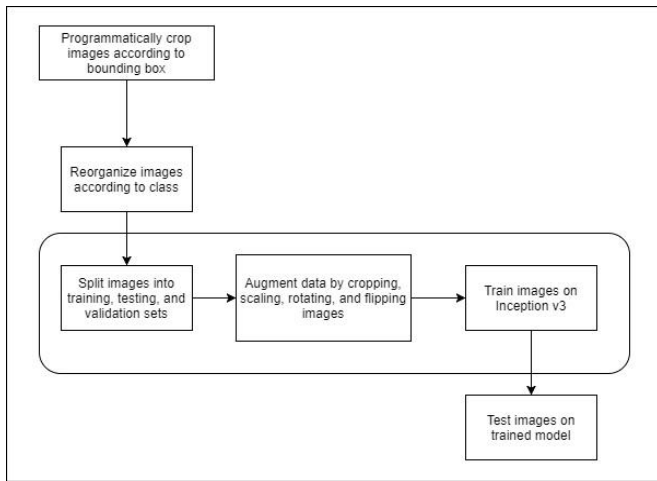 Programmatically crop
images according to
bounding box
Reorganize images
according to class
Split images into
training, testing, and
validation sets
Augment data by cropping,
scaling, rotating, and flipping
images
Train images on
Inception v3
Test images on
trained model